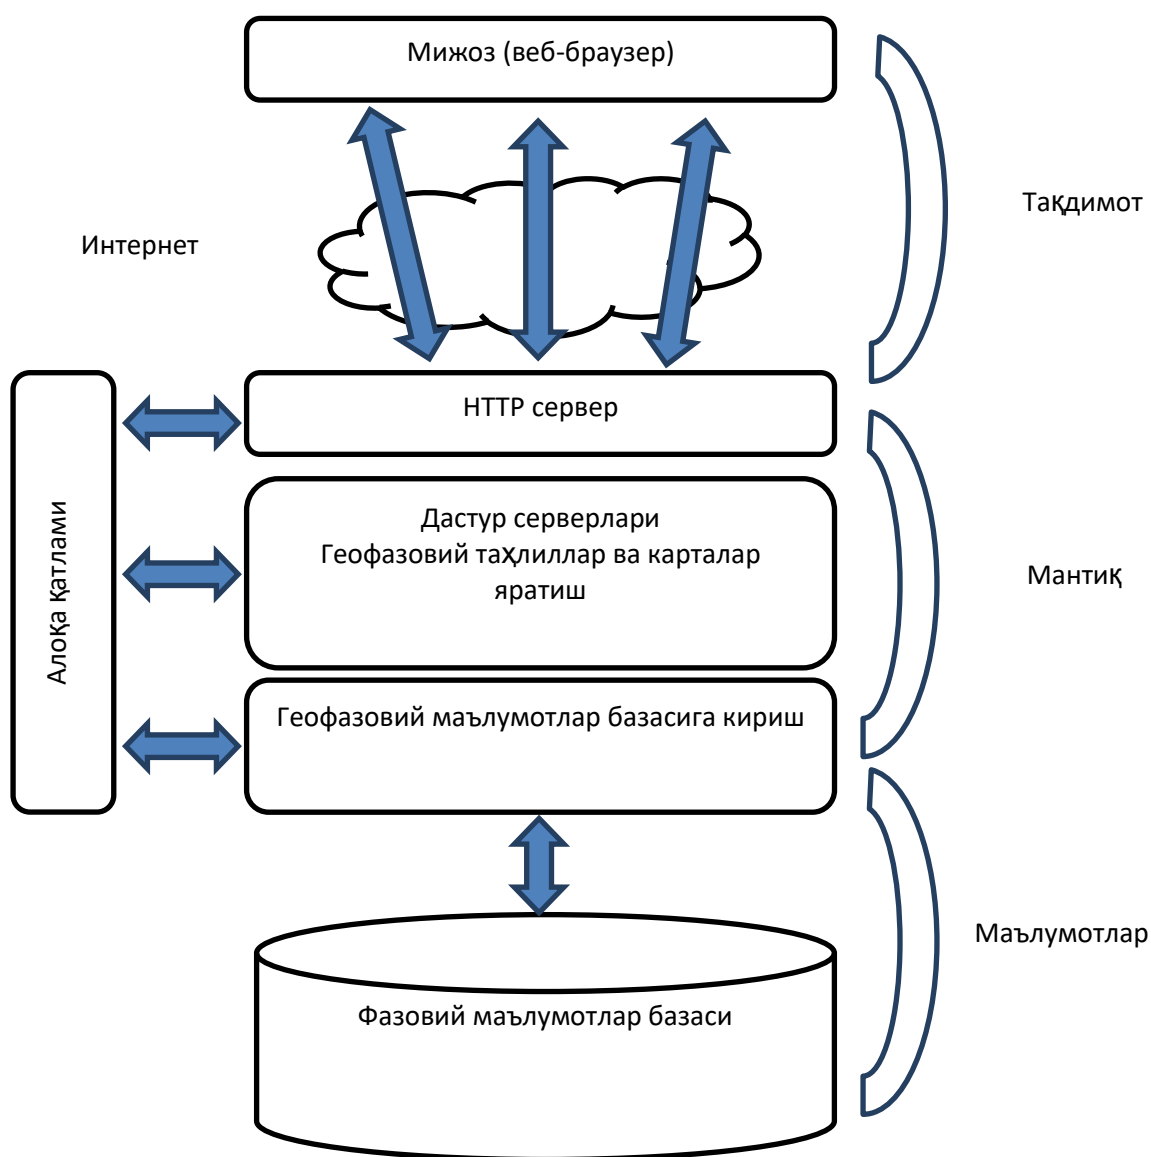 Мижоз (веб-браузер)
Тақдимот
Интернет
HTTP сервер
Дастур серверлари
Геофазовий таҳлиллар ва карталар
яратиш
Мантиқ
Алоқа қатлами
Геофазовий маълумотлар базасига кириш
Маълумотлар
Фазовий маълумотлар базаси